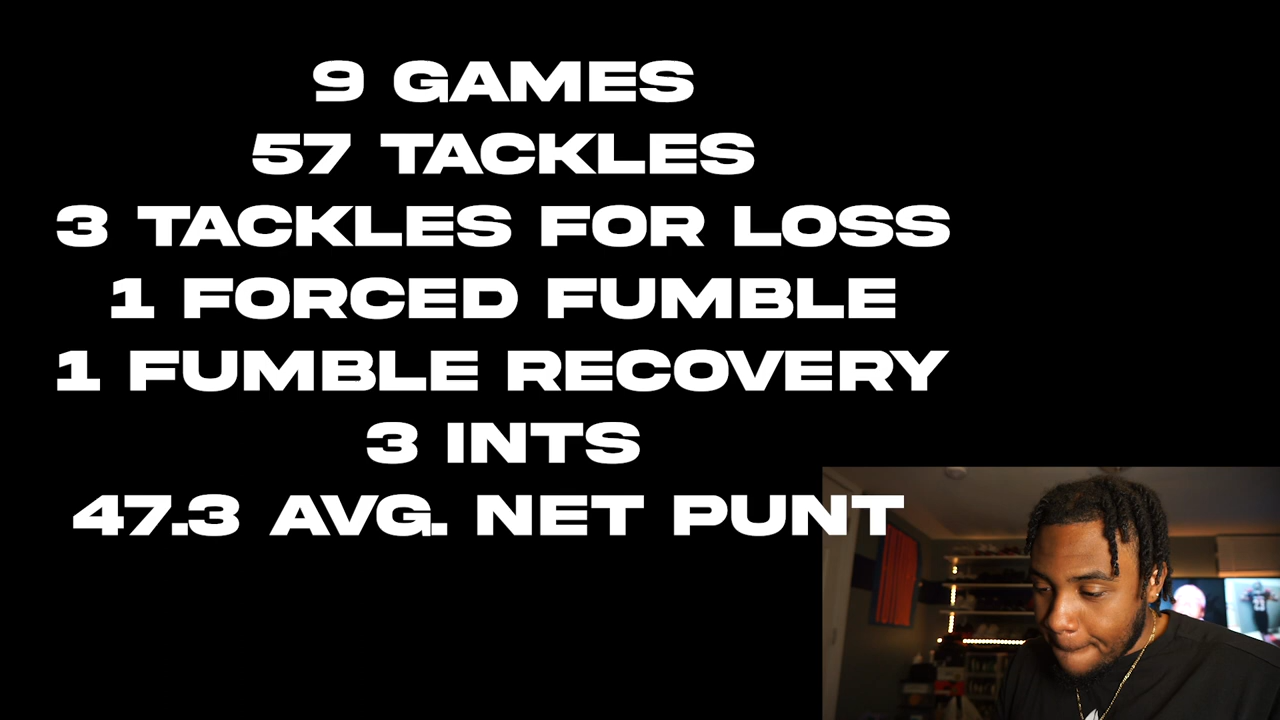 9 GAMES
57 TACKLES
3 TACKLES FOR LOSS
1 FORCED FUMBLE
1 FUMBLE RECOVERY
3 INTS
47.3 AVG. NET PUNT